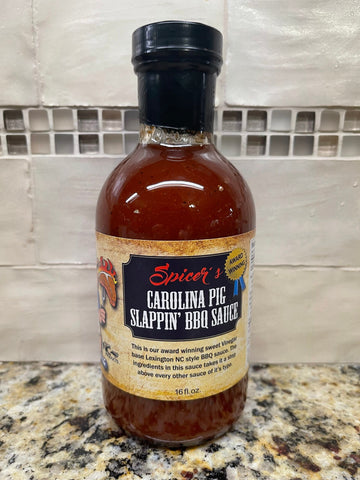 AWARD
WINNING
Spicer's
CAROLINA PIG
SLAPPIN' BBQ SAUCE
This is our award winning sweet Vinegar
base Lexington NC style BBQ sauce. The
ingredients in this sauce takes it a step
above every other sauce of it's type.
16 fl oz.